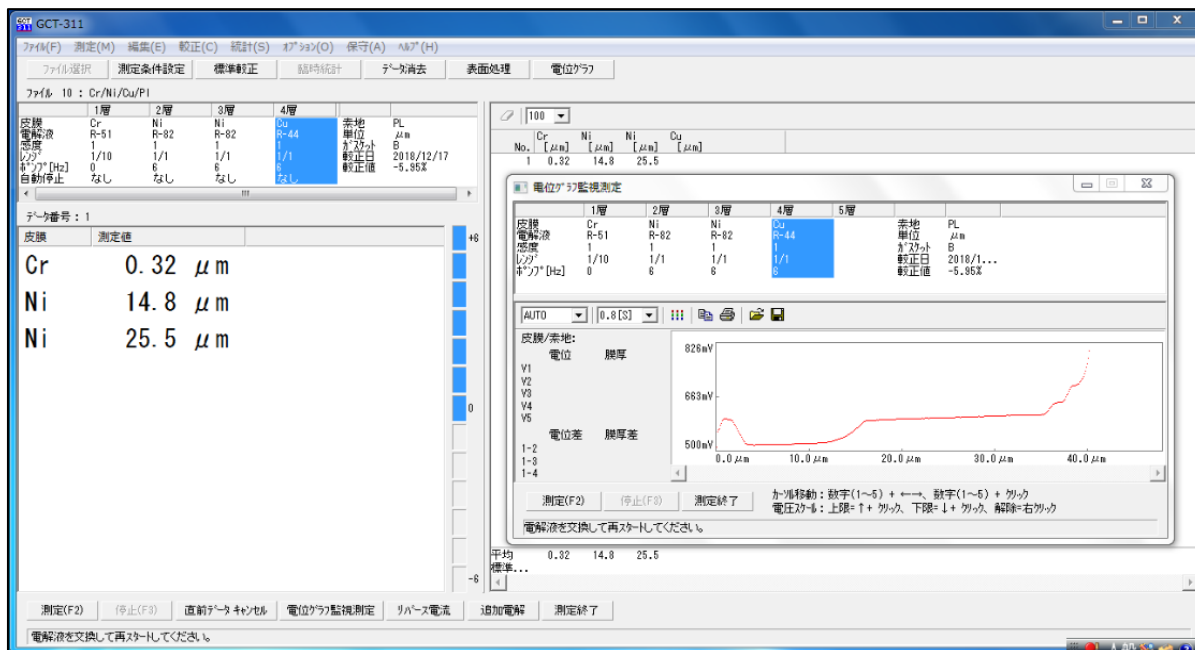 GCT-311
ファイル(F) 測定(M) 編集(E) 較正(C) 統計(S) オプション(O) 保守(A) ヘルプ(H)
ファイル選択 測定条件設定 標準較正 臨時統計 データ消去 表面処理 電位グラフ
ファイル 10 : Cr/Ni/Cu/Pl
1層 2層 3層 4層
皮膜 Cr Ni Ni Cu 素地 PL
電解液 R-51 R-82 R-82 R-44 単位 μm
感度 1 1 1 1 ガスケット B
レンジ 1/10 1/1 1/1 1/1 較正日 2018/12/17
ポンプ[Hz] 0 6 6 6 較正値 -5.95%
自動停止 なし なし なし なし
データ番号 : 1
皮膜 測定値
Cr 0.32 μm
Ni 14.8 μm
Ni 25.5 μm
+6
0
-6
100
Cr Ni Ni Cu
No. [μm] [μm] [μm] [μm]
1 0.32 14.8 25.5
電位グラフ監視測定
1層 2層 3層 4層 5層
皮膜 Cr Ni Ni Cu 素地 PL
電解液 R-51 R-82 R-82 R-44 単位 μm
感度 1 1 1 1 ガスケット B
レンジ 1/10 1/1 1/1 1/1 較正日 2018/1...
ポンプ[Hz] 0 6 6 6 較正値 -5.95%
AUTO 0.8[S]
皮膜/素地:
電位 膜厚
V1
V2
V3
V4
V5
電位差 膜厚差
1-2
1-3
1-4
826mV
663mV
500mV
0.0μm 10.0μm 20.0μm 30.0μm 40.0μm
測定(F2) 停止(F3) 測定終了
カーソル移動 : 数字(1～5) + ←→、数字(1～5) + クリック
電圧スケール : 上限=↑+ クリック、下限=↓+ クリック、解除=右クリック
電解液を交換して再スタートしてください。
平均 0.32 14.8 25.5
標準...
測定(F2) 停止(F3) 直前データ キャンセル 電位グラフ監視測定 リバース電流 追加電解 測定終了
電解液を交換して再スタートしてください。